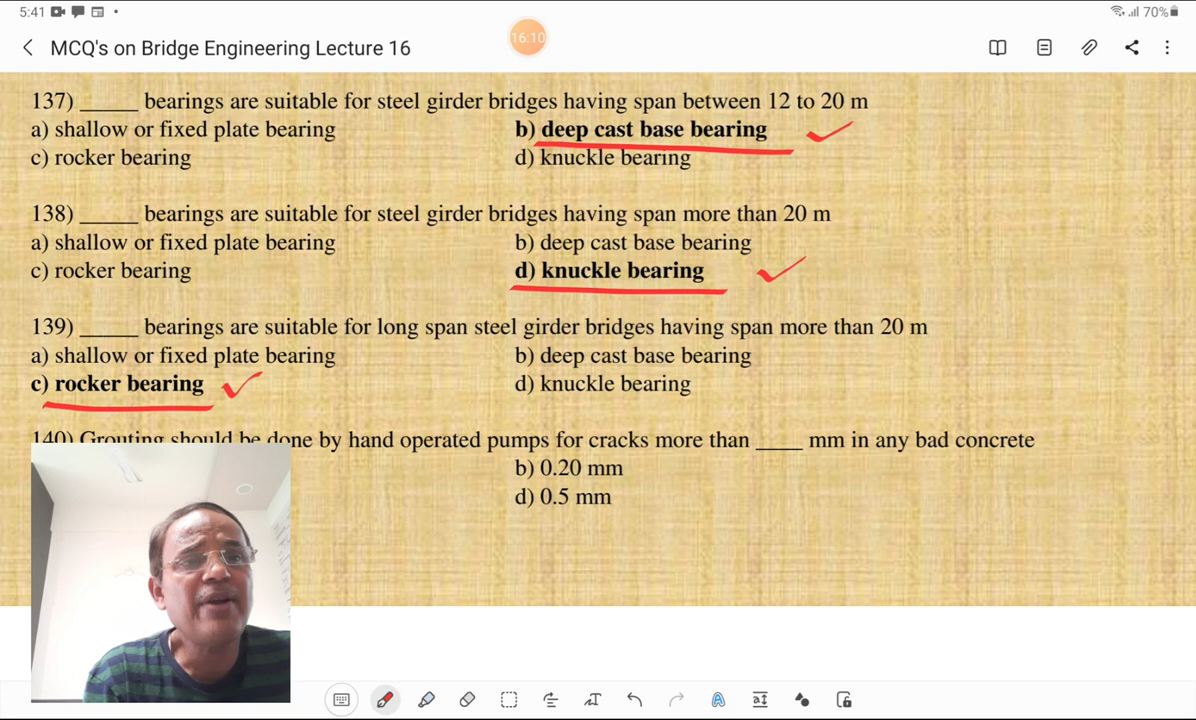 5:41
70%
MCQ's on Bridge Engineering Lecture 16
16:10
137) _____ bearings are suitable for steel girder bridges having span between 12 to 20 m
a) shallow or fixed plate bearing b) deep cast base bearing
c) rocker bearing d) knuckle bearing
138) _____ bearings are suitable for steel girder bridges having span more than 20 m
a) shallow or fixed plate bearing b) deep cast base bearing
c) rocker bearing d) knuckle bearing
139) _____ bearings are suitable for long span steel girder bridges having span more than 20 m
a) shallow or fixed plate bearing b) deep cast base bearing
c) rocker bearing d) knuckle bearing
140) Grouting should be done by hand operated pumps for cracks more than ____ mm in any bad concrete
b) 0.20 mm
d) 0.5 mm